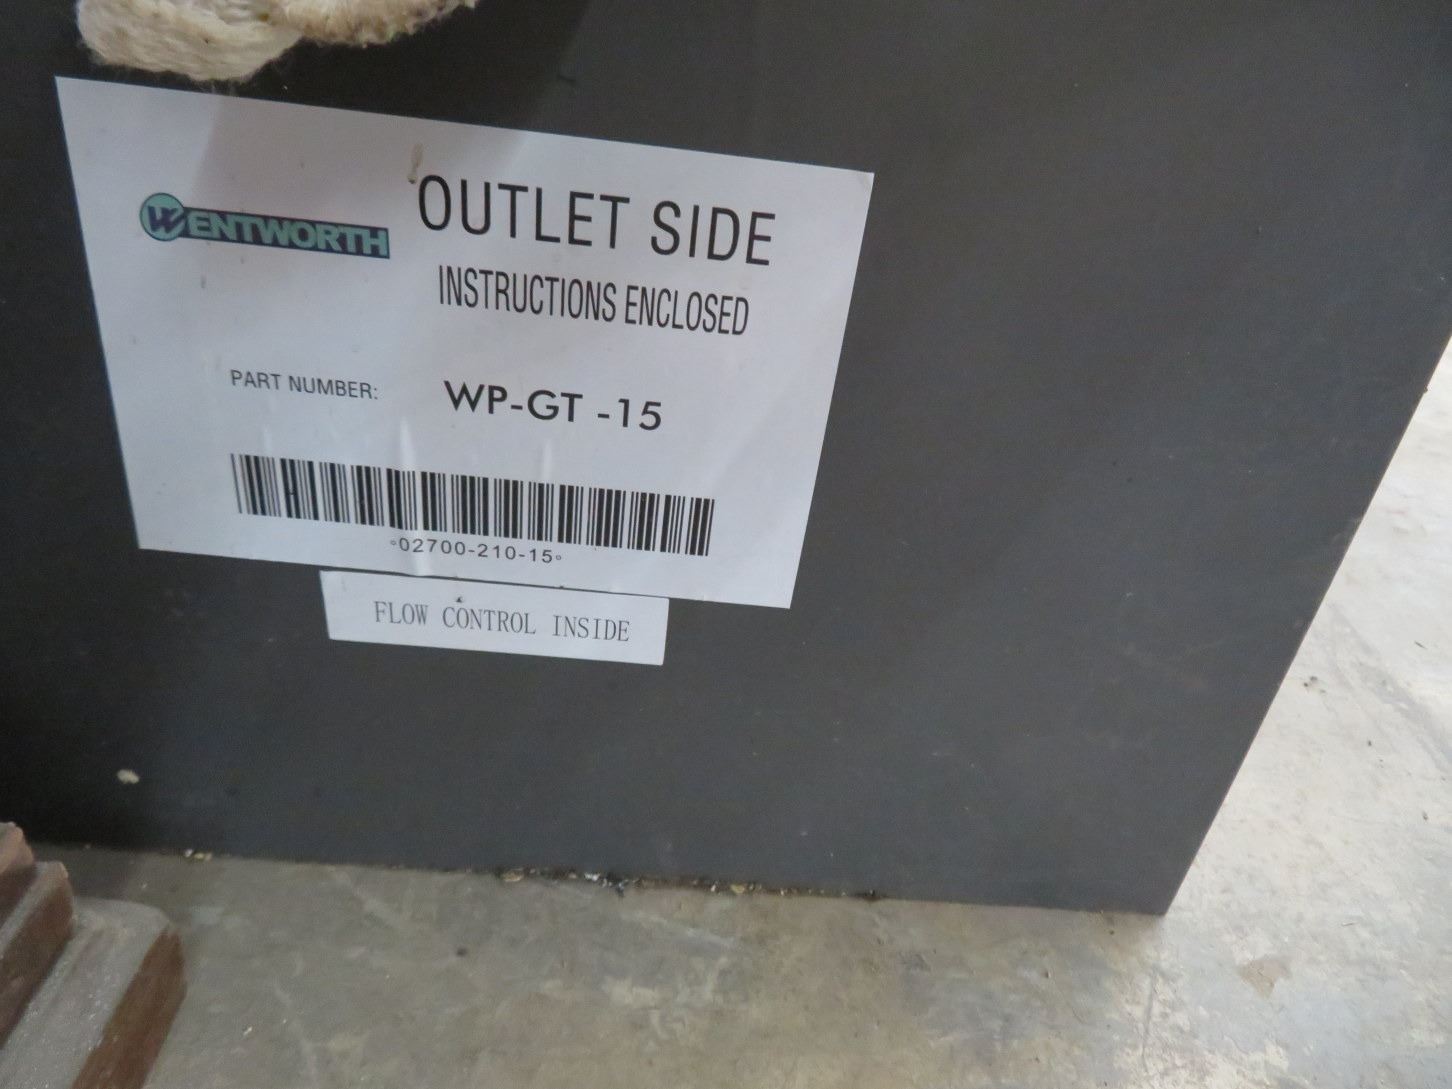 WENTWORTH
OUTLET SIDE
INSTRUCTIONS ENCLOSED
PART NUMBER: WP-GT -15
°02700-210-15°
FLOW CONTROL INSIDE